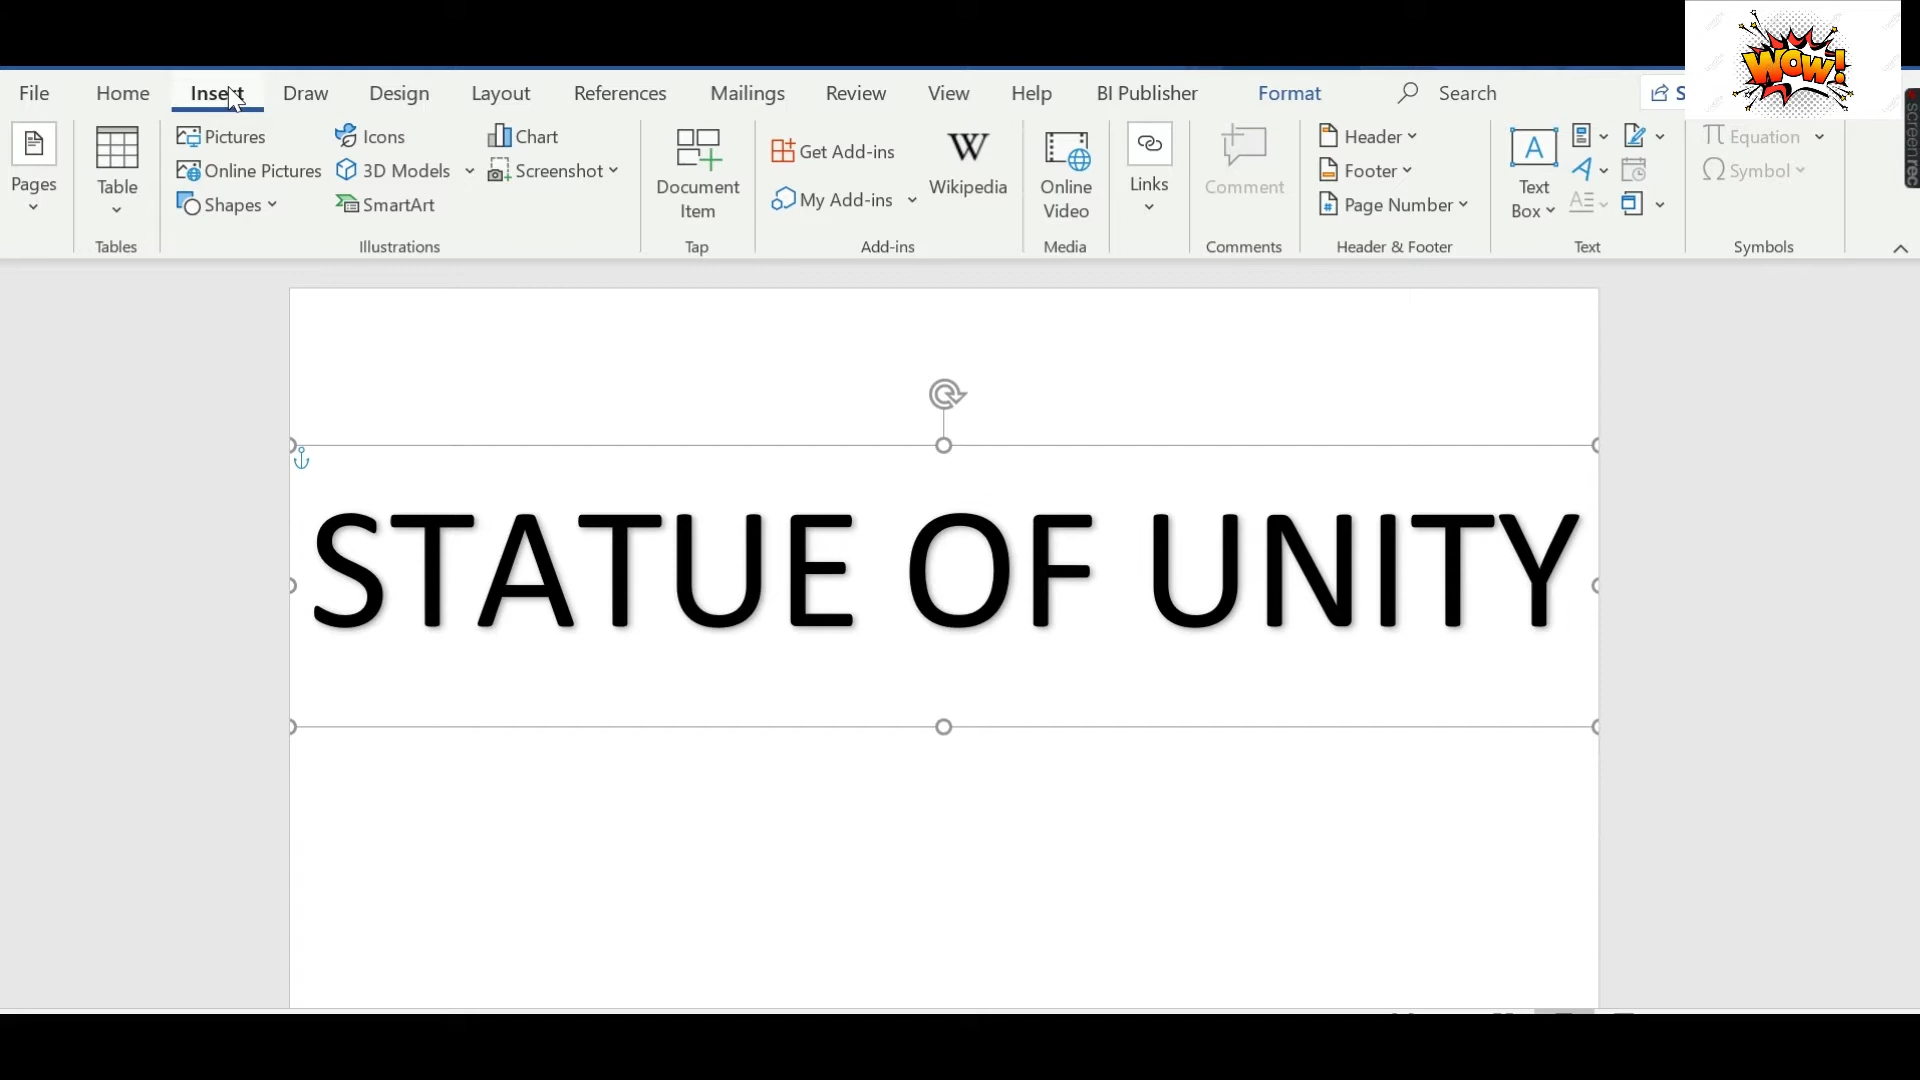 WOW!
File Home Insert Draw Design Layout References Mailings Review View Help BI Publisher Format Search S
screenrec
Pages
Table
Tables
Pictures
Online Pictures
Shapes
Icons
3D Models
SmartArt
Chart
Screenshot
Illustrations
Document
Item
Tap
Get Add-ins
My Add-ins
W
Wikipedia
Add-ins
Online
Video
Media
Links
Comment
Comments
Header
Footer
Page Number
Header & Footer
A
Text
Box
Text
π Equation
Ω Symbol
Symbols
STATUE OF UNITY